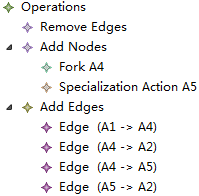 Operations
Remove Edges
Add Nodes
Fork A4
Specialization Action A5
Add Edges
Edge (A1 -> A4)
Edge (A4 -> A2)
Edge (A4 -> A5)
Edge (A5 -> A2)